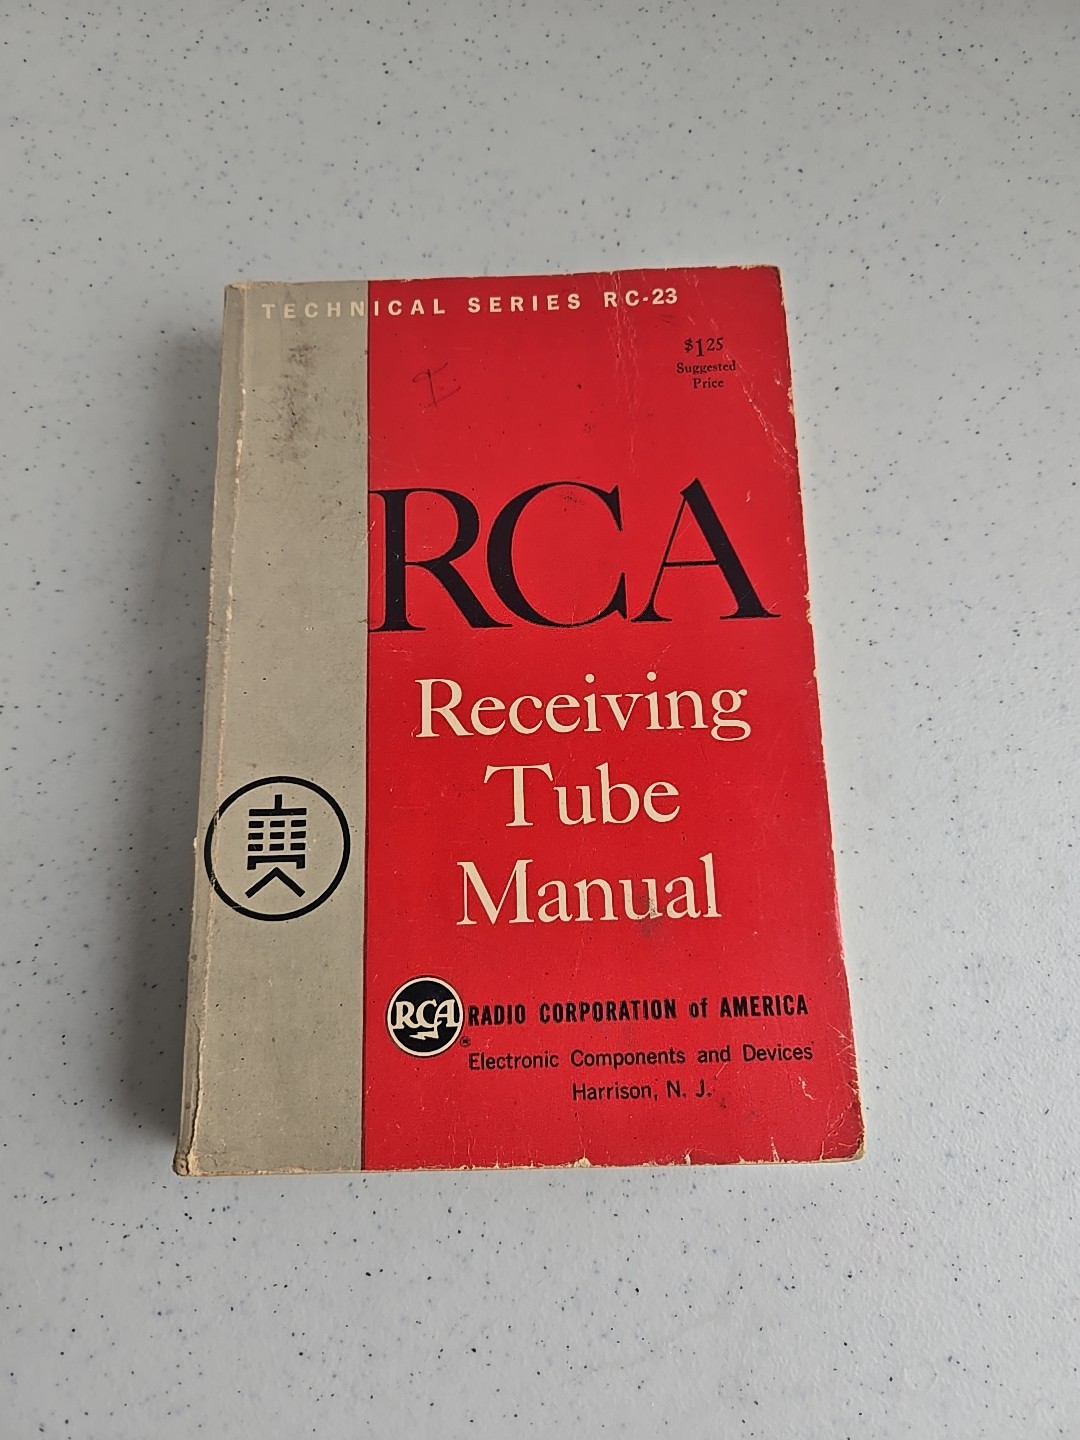 TECHNICAL SERIES RC-23
$1.25
Suggested
Price
RCA
Receiving
Tube
Manual
RCA
®
RADIO CORPORATION of AMERICA
Electronic Components and Devices
Harrison, N. J.